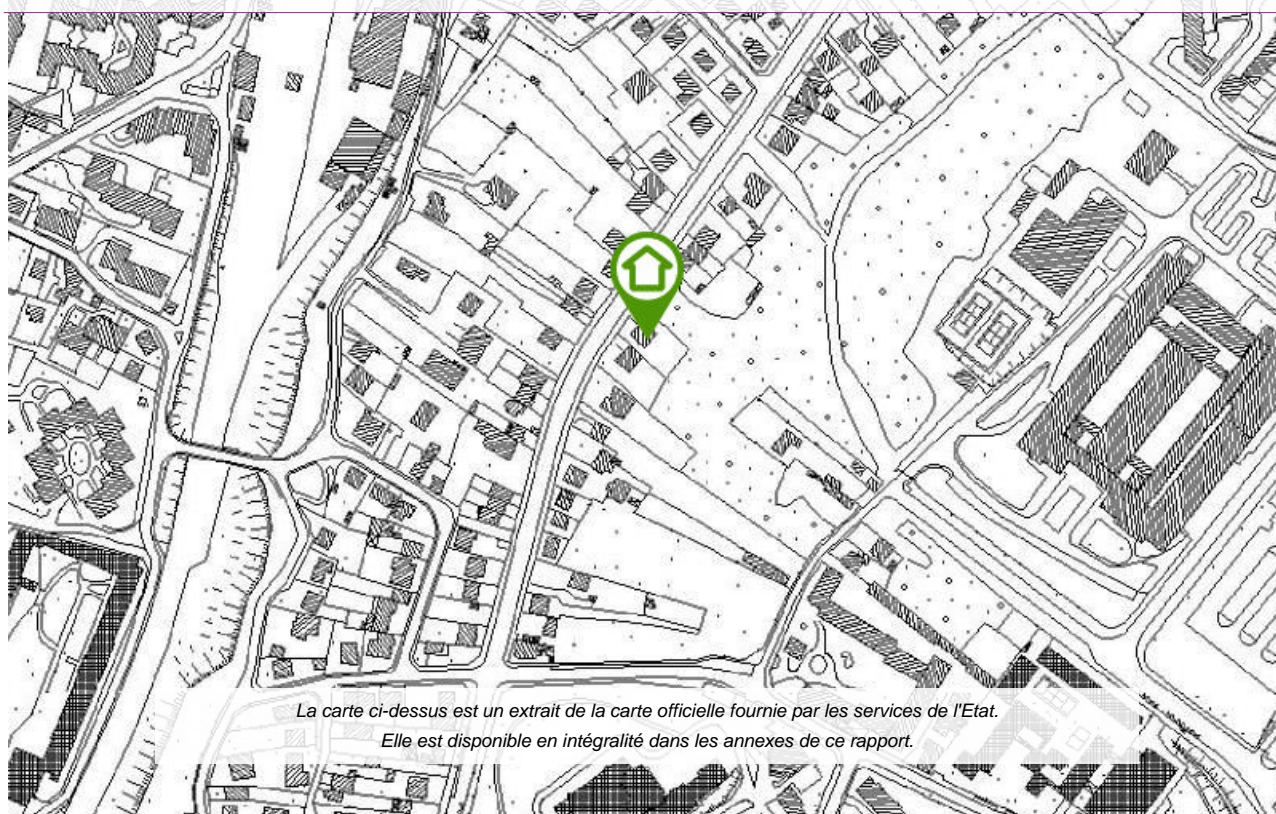 La carte ci-dessus est un extrait de la carte officielle fournie par les services de l'Etat.
Elle est disponible en intégralité dans les annexes de ce rapport.